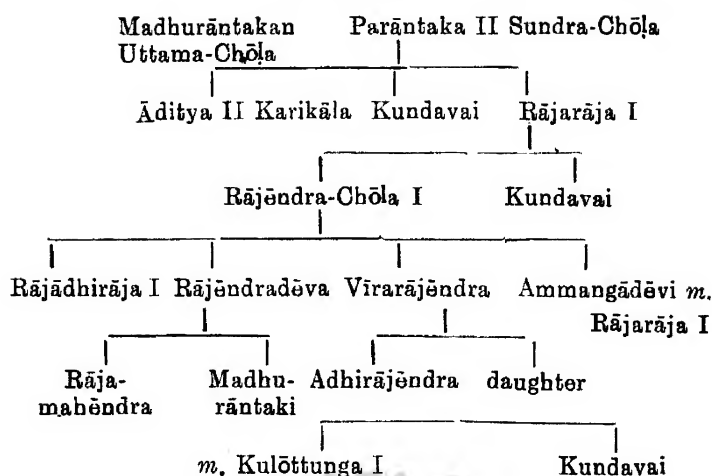 Madhurāntakan Parāntaka II Sundra-Chōḷa
Uttama-Chōḷa
Āditya II Karikāla Kundavai Rājarāja I
Rājēndra-Chōla I Kundavai
Rājādhirāja I Rājēndradēva Vīrarājēndra Ammangādēvi m.
Rājarāja I
Rāja- Madhu- Adhirājēndra daughter
mahēndra rāntaki
m. Kulōttunga I Kundavai